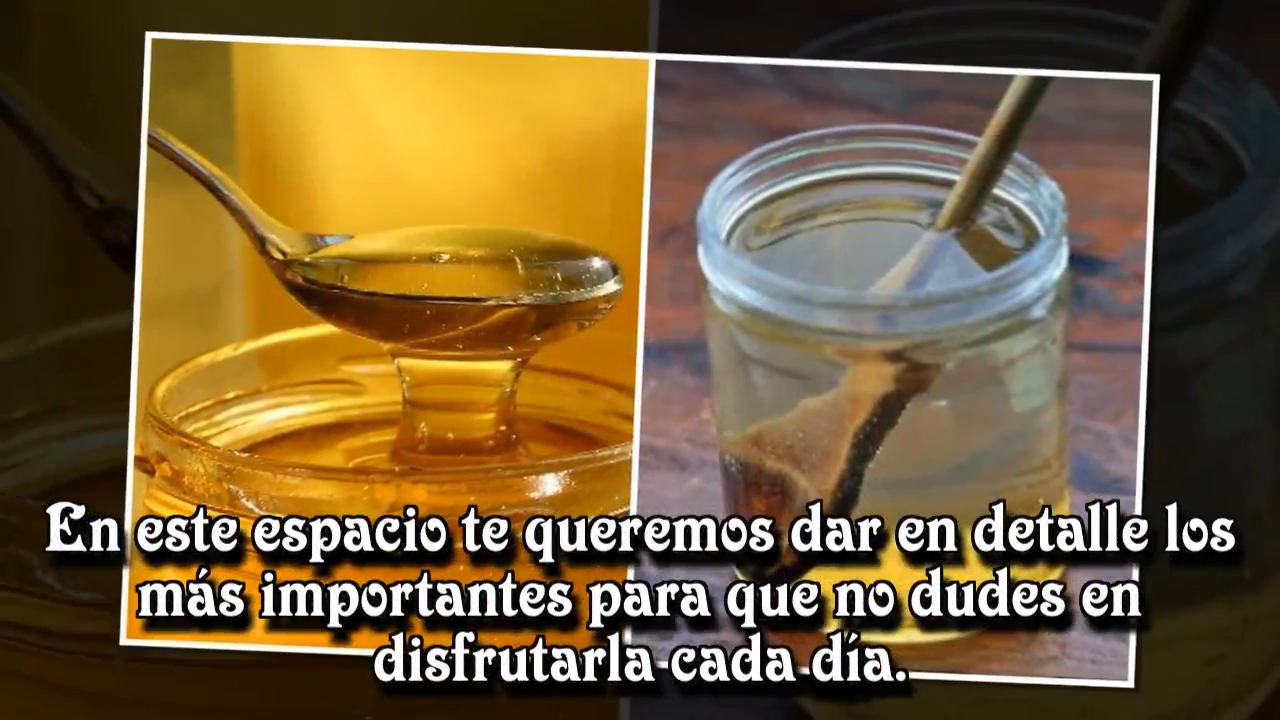 En este espacio te queremos dar en detalle los
más importantes para que no dudes en
disfrutarla cada día.